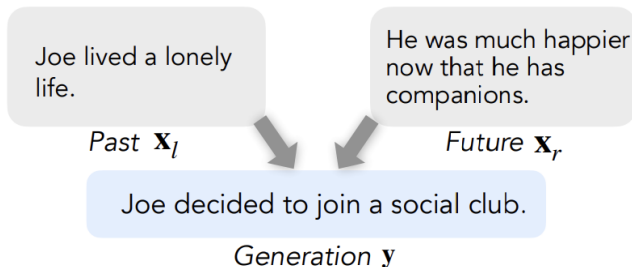 Joe lived a lonely
life.
He was much happier
now that he has
companions.
Past x_l
Future x_r
Joe decided to join a social club.
Generation y